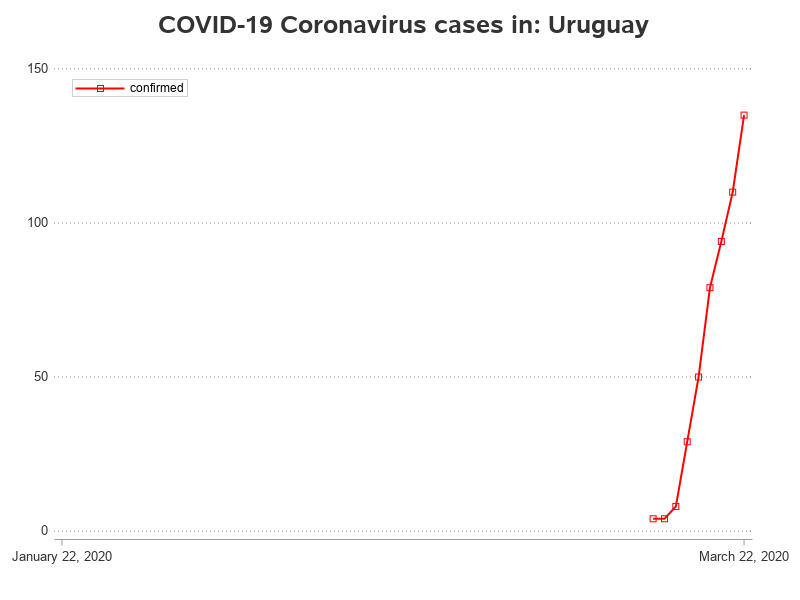 COVID-19 Coronavirus cases in: Uruguay
150
confirmed
100
50
0
January 22, 2020
March 22, 2020